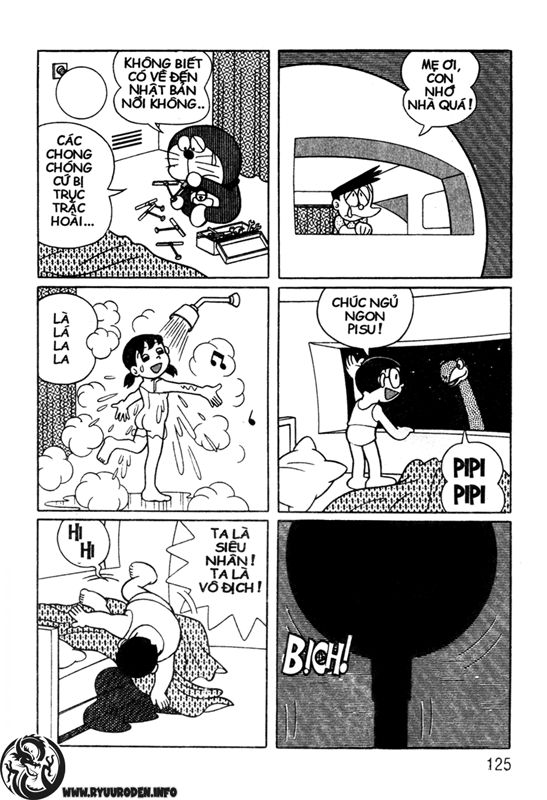 KHÔNG BIẾT
CÓ VỀ ĐẾN
NHẬT BẢN
NỔI KHÔNG..
CÁC
CHONG
CHÓNG
CỨ BỊ
TRỤC
TRẶC
HOÀI...
MẸ ƠI,
CON
NHỚ
NHÀ QUÁ!
LÀ
LÁ
LA
LA
CHÚC NGỦ
NGON
PISU!
PIPI
PIPI
HI
HI
TA LÀ
SIÊU
NHÂN!
TA LÀ
VÔ ĐỊCH!
BỊCH!
125
WWW.RYUURODEN.INFO